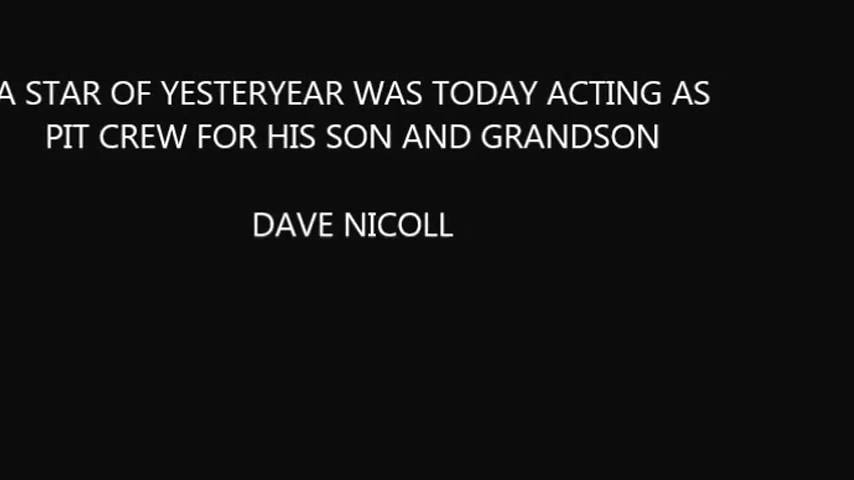 A STAR OF YESTERYEAR WAS TODAY ACTING AS
PIT CREW FOR HIS SON AND GRANDSON
DAVE NICOLL